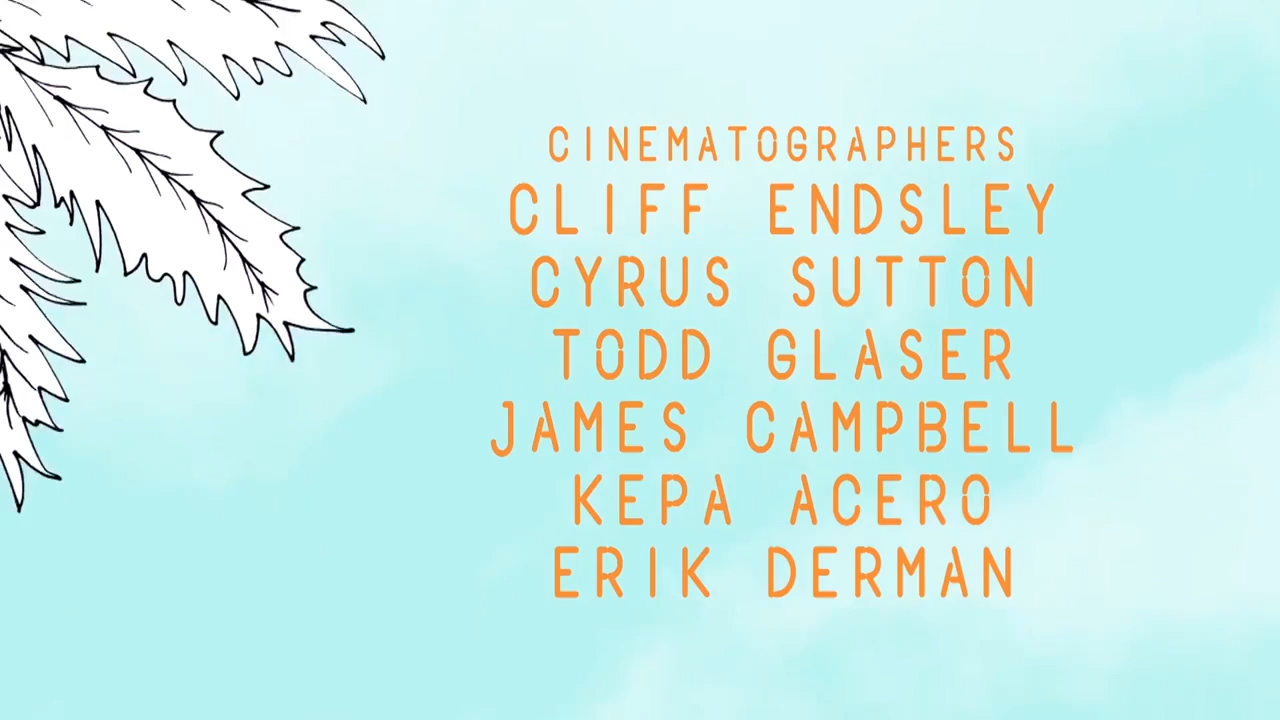 CINEMATOGRAPHERS
CLIFF ENDSLEY
CYRUS SUTTON
TODD GLASER
JAMES CAMPBELL
KEPA ACERO
ERIK DERMAN